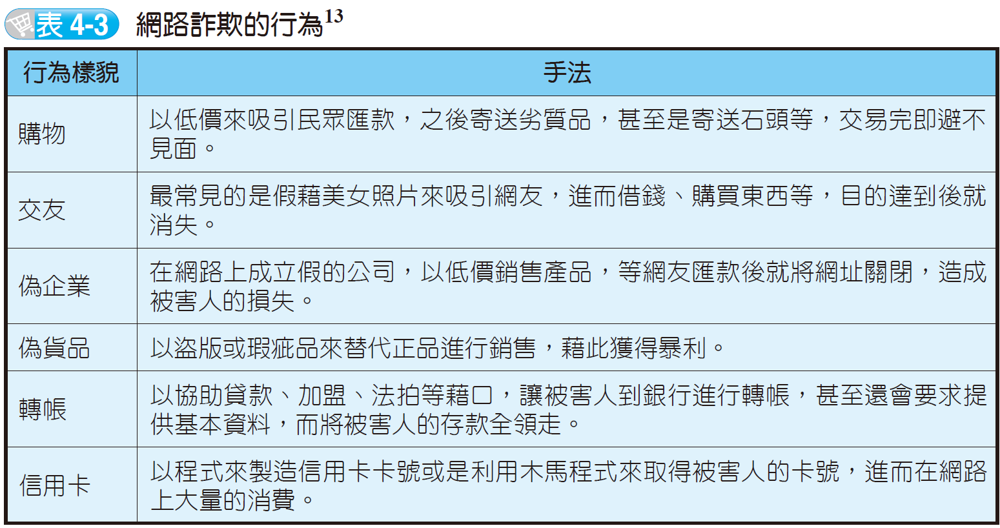 表 4-3 網路詐欺的行為13
行為樣貌 手法
購物
以低價來吸引民眾匯款，之後寄送劣質品，甚至是寄送石頭等，交易完即避不
見面。
交友
最常見的是假藉美女照片來吸引網友，進而借錢、購買東西等，目的達到後就
消失。
偽企業
在網路上成立假的公司，以低價銷售產品，等網友匯款後就將網址關閉，造成
被害人的損失。
偽貨品 以盜版或瑕疵品來替代正品進行銷售，藉此獲得暴利。
轉帳
以協助貸款、加盟、法拍等藉口，讓被害人到銀行進行轉帳，甚至還會要求提
供基本資料，而將被害人的存款全領走。
信用卡
以程式來製造信用卡卡號或是利用木馬程式來取得被害人的卡號，進而在網路
上大量的消費。